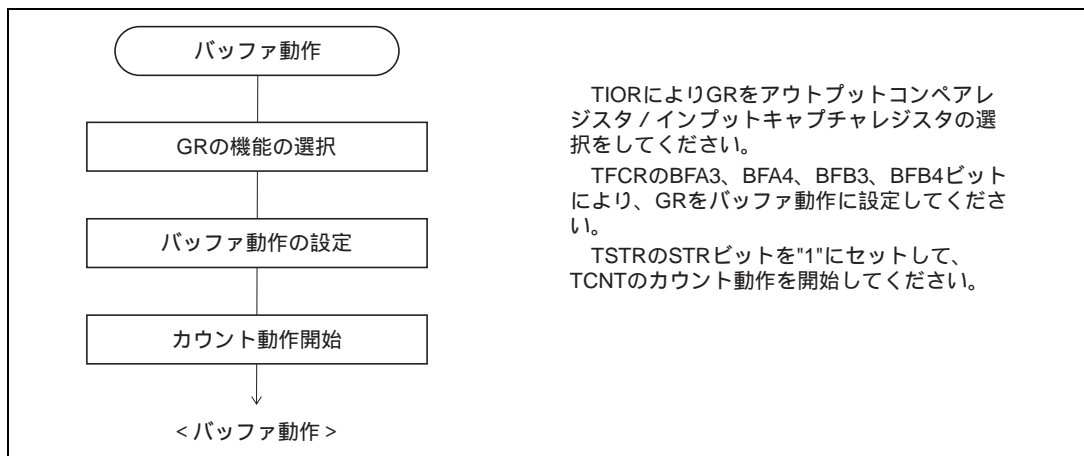 バッファ動作
GRの機能の選択
バッファ動作の設定
カウント動作開始
<バッファ動作>
TIORによりGRをアウトプットコンペアレ
ジスタ / インプットキャプチャレジスタの選
択をしてください。
TFCRのBFA3、BFA4、BFB3、BFB4ビット
により、GRをバッファ動作に設定してくださ
い。
TSTRのSTRビットを"1"にセットして、
TCNTのカウント動作を開始してください。